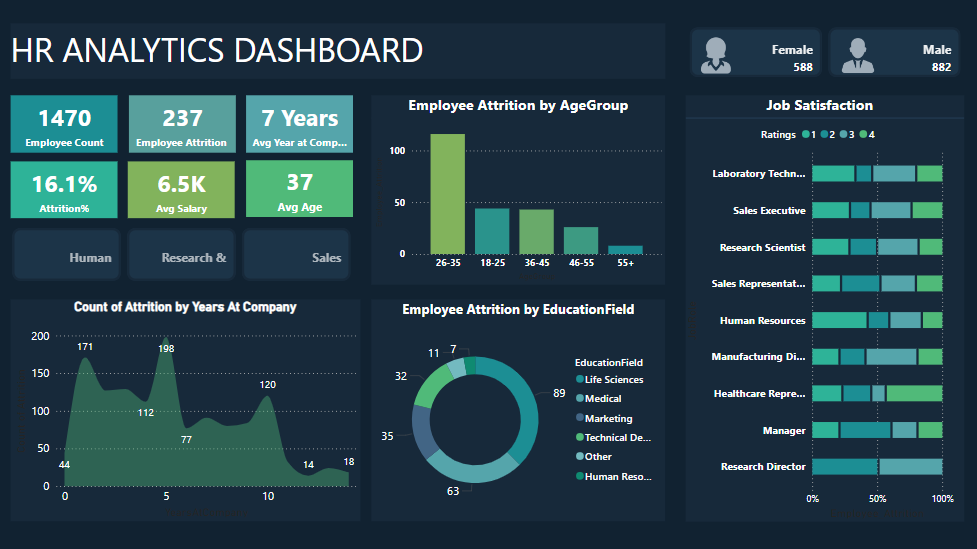 HR ANALYTICS DASHBOARD
Female
588
Male
882
1470
Employee Count
237
Employee Attrition
7 Years
Avg Year at Comp...
16.1%
Attrition%
6.5K
Avg Salary
37
Avg Age
Human
Research &
Sales
Employee Attrition by AgeGroup
100
50
0
26-35
18-25
36-45
46-55
55+
Job Satisfaction
Ratings 1 2 3 4
Laboratory Techn...
Sales Executive
Research Scientist
Sales Representat...
Human Resources
Manufacturing Di...
Healthcare Repre...
Manager
Research Director
0% 50% 100%
Count of Attrition by Years At Company
200
150
100
50
0
171
198
112
77
120
44
14
18
0 5 10
Employee Attrition by EducationField
89
63
35
32
11
7
EducationField
Life Sciences
Medical
Marketing
Technical De...
Other
Human Reso...